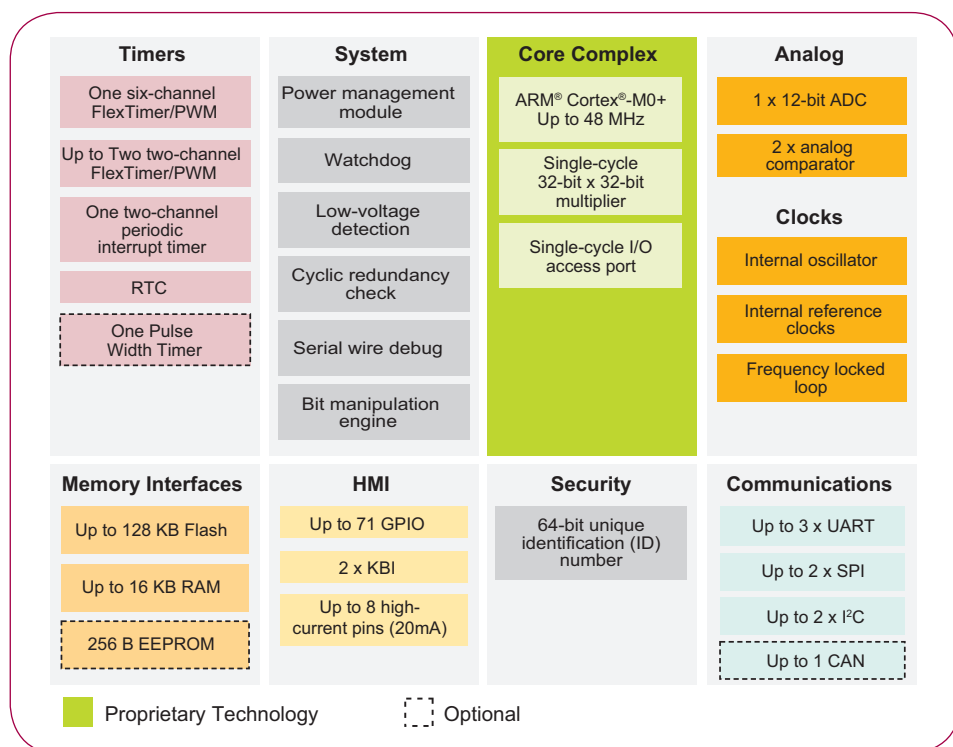 Timers
One six-channel
FlexTimer/PWM
Up to Two two-channel
FlexTimer/PWM
One two-channel
periodic
interrupt timer
RTC
One Pulse
Width Timer
System
Power management
module
Watchdog
Low-voltage
detection
Cyclic redundancy
check
Serial wire debug
Bit manipulation
engine
Core Complex
ARM® Cortex®-M0+
Up to 48 MHz
Single-cycle
32-bit x 32-bit
multiplier
Single-cycle I/O
access port
Analog
1 x 12-bit ADC
2 x analog
comparator
Clocks
Internal oscillator
Internal reference
clocks
Frequency locked
loop
Memory Interfaces
Up to 128 KB Flash
Up to 16 KB RAM
256 B EEPROM
HMI
Up to 71 GPIO
2 x KBI
Up to 8 high-
current pins (20mA)
Security
64-bit unique
identification (ID)
number
Communications
Up to 3 x UART
Up to 2 x SPI
Up to 2 x I²C
Up to 1 CAN
Proprietary Technology
Optional